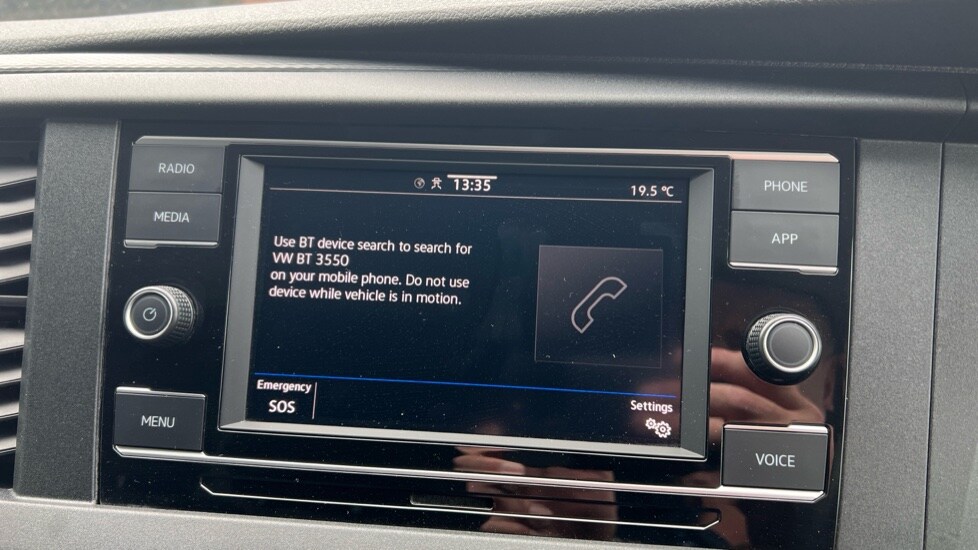 RADIO
MEDIA
MENU
13:35
19.5 °C
Use BT device search to search for
VW BT 3550
on your mobile phone. Do not use
device while vehicle is in motion.
Emergency
SOS
Settings
PHONE
APP
VOICE